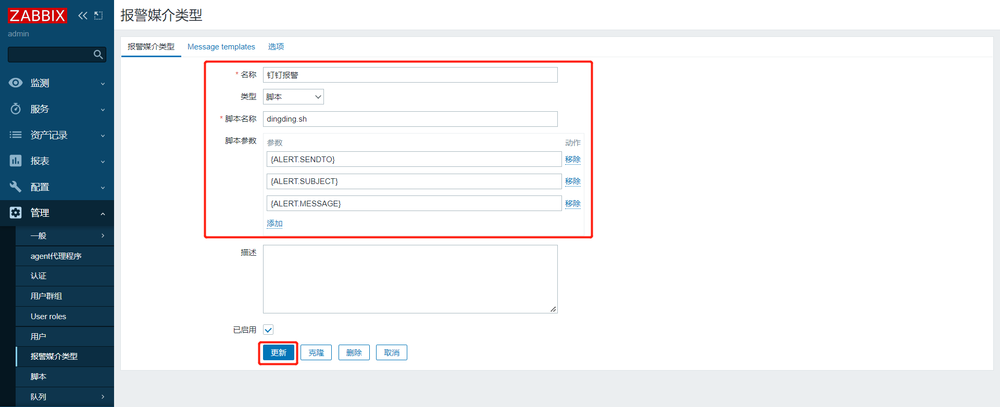 ZABBIX
admin
监测
服务
资产记录
报表
配置
管理
一般
agent代理程序
认证
用户群组
User roles
用户
报警媒介类型
脚本
队列
报警媒介类型
报警媒介类型 Message templates 选项
* 名称 钉钉报警
类型 脚本
* 脚本名称 dingding.sh
脚本参数 参数 动作
{ALERT.SENDTO} 移除
{ALERT.SUBJECT} 移除
{ALERT.MESSAGE} 移除
添加
描述
已启用
更新 克隆 删除 取消